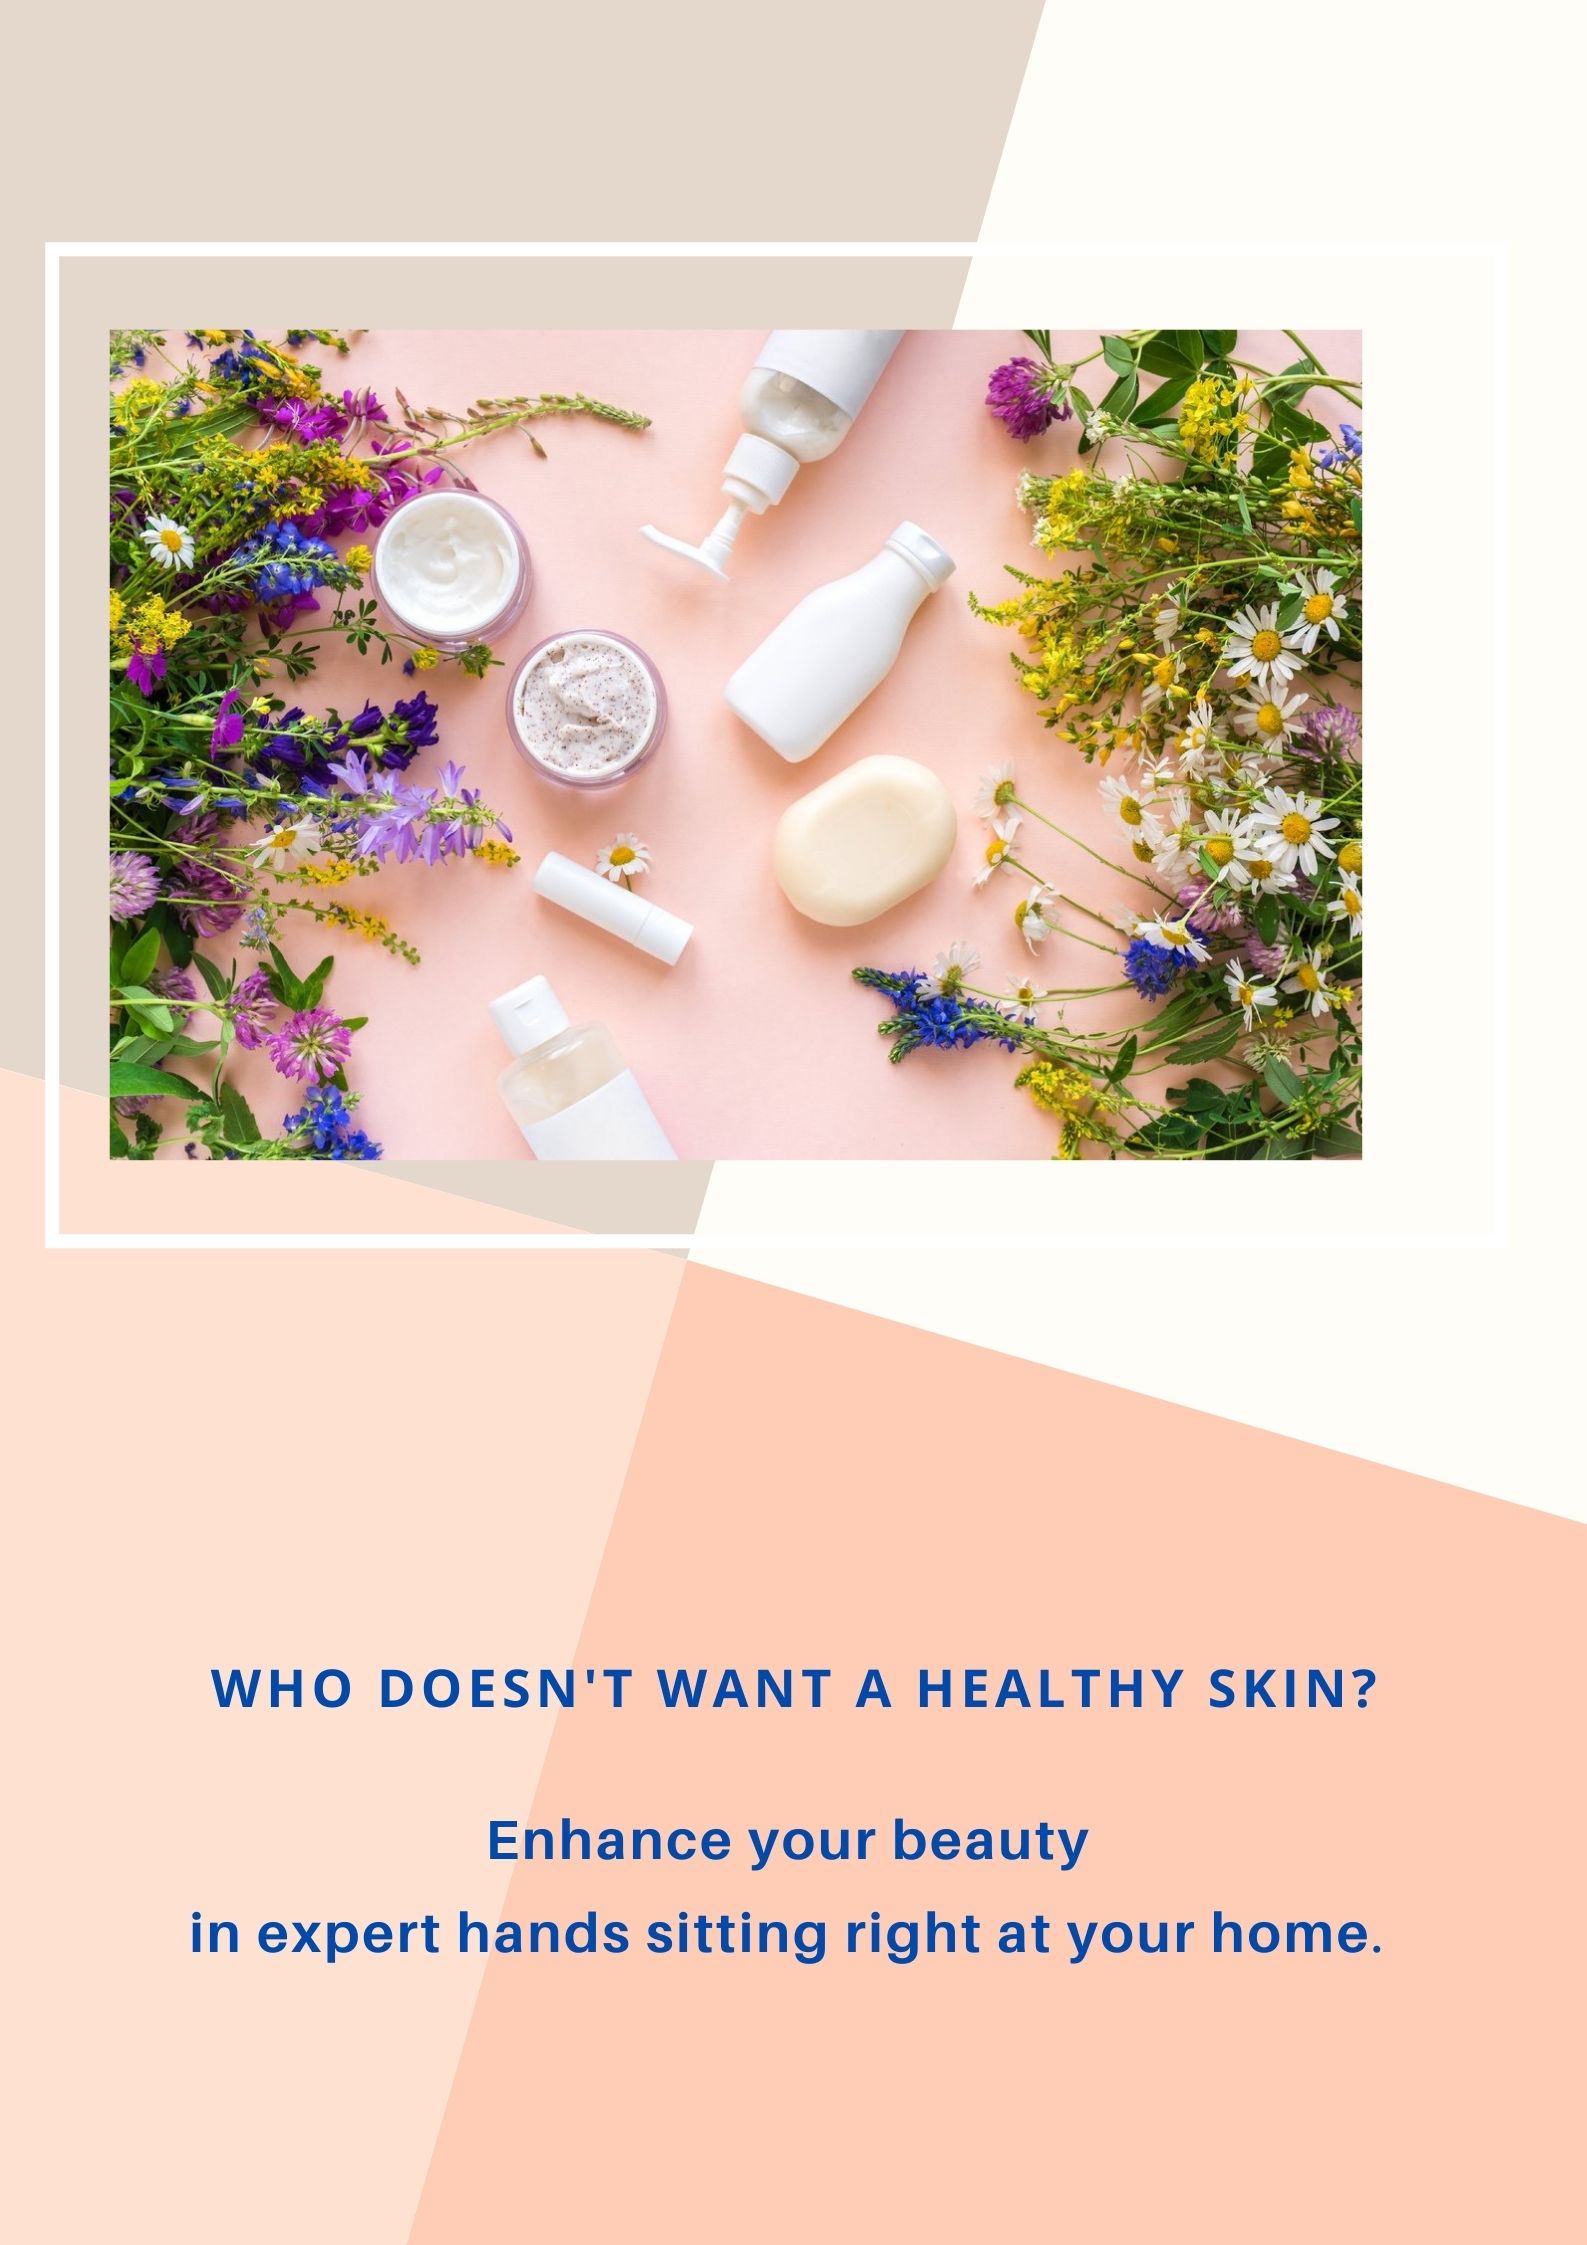 WHO DOESN'T WANT A HEALTHY SKIN?
Enhance your beauty
in expert hands sitting right at your home.